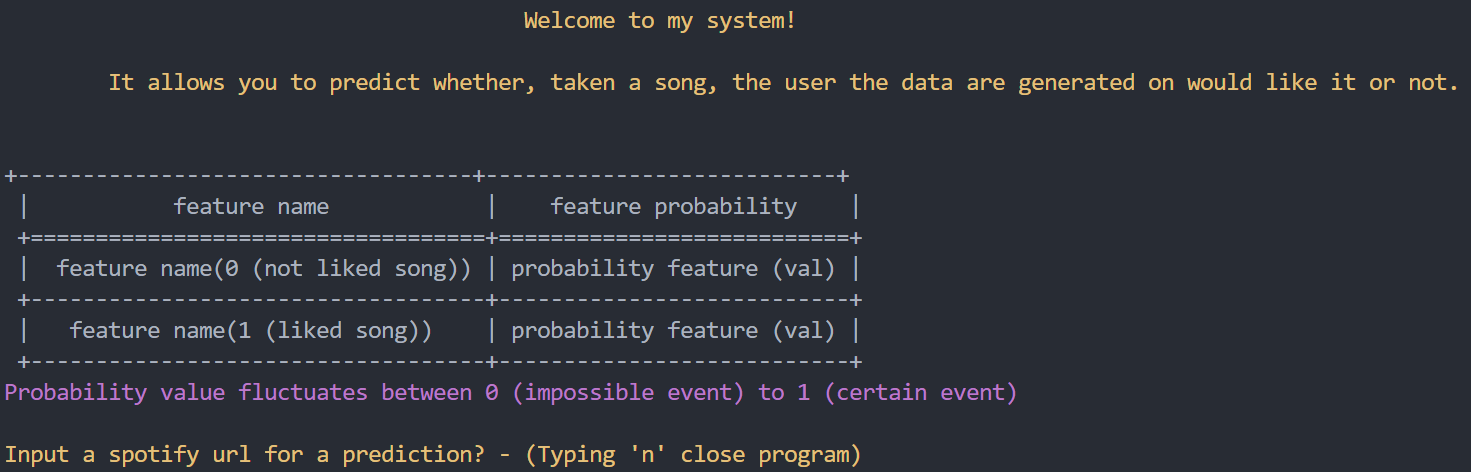 Welcome to my system!
It allows you to predict whether, taken a song, the user the data are generated on would like it or not.
+-----------------------------------+---------------------------+
|           feature name            |    feature probability    |
+===================================+===========================+
|  feature name(0 (not liked song)) | probability feature (val) |
+-----------------------------------+---------------------------+
|   feature name(1 (liked song))    | probability feature (val) |
+-----------------------------------+---------------------------+
Probability value fluctuates between 0 (impossible event) to 1 (certain event)
Input a spotify url for a prediction? - (Typing 'n' close program)